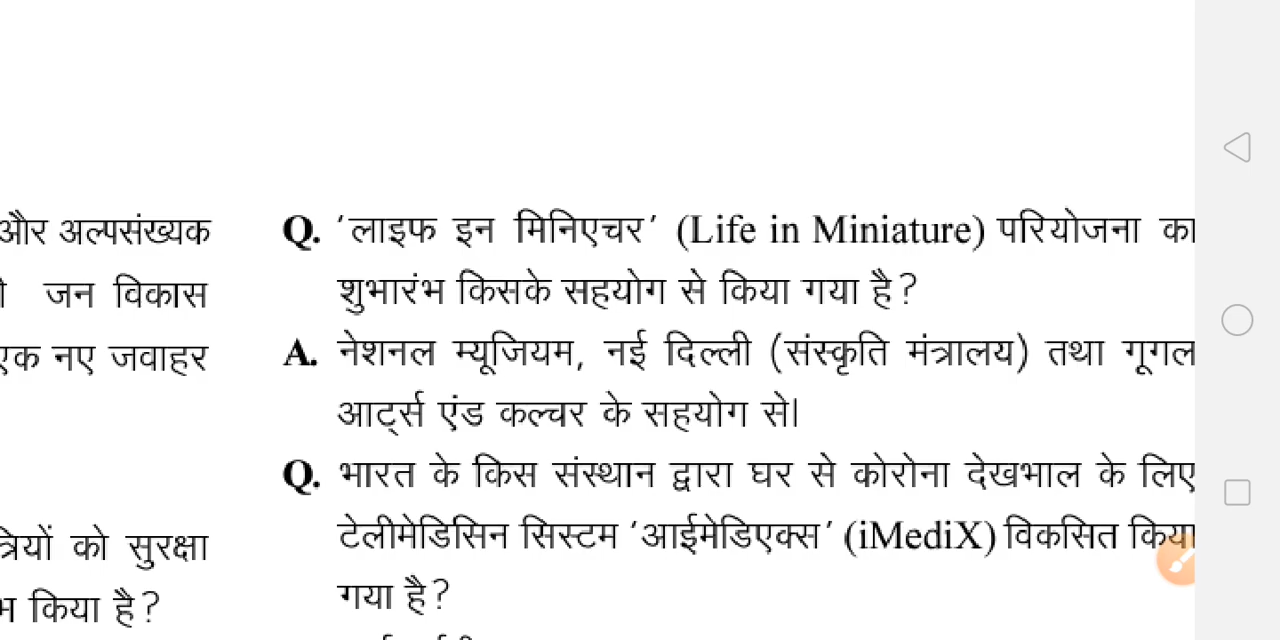 और अल्पसंख्यक
जन विकास
एक नए जवाहर
को सुरक्षा
किया है?
Q. ‘लाइफ इन मिनिएचर’ (Life in Miniature) परियोजना का
शुभारंभ किसके सहयोग से किया गया है?
A. नेशनल म्यूजियम, नई दिल्ली (संस्कृति मंत्रालय) तथा गूगल
आर्ट्स एंड कल्चर के सहयोग से।
Q. भारत के किस संस्थान द्वारा घर से कोरोना देखभाल के लिए
टेलीमेडिसिन सिस्टम ‘आईमेडिएक्स’ (iMediX) विकसित किया
गया है?